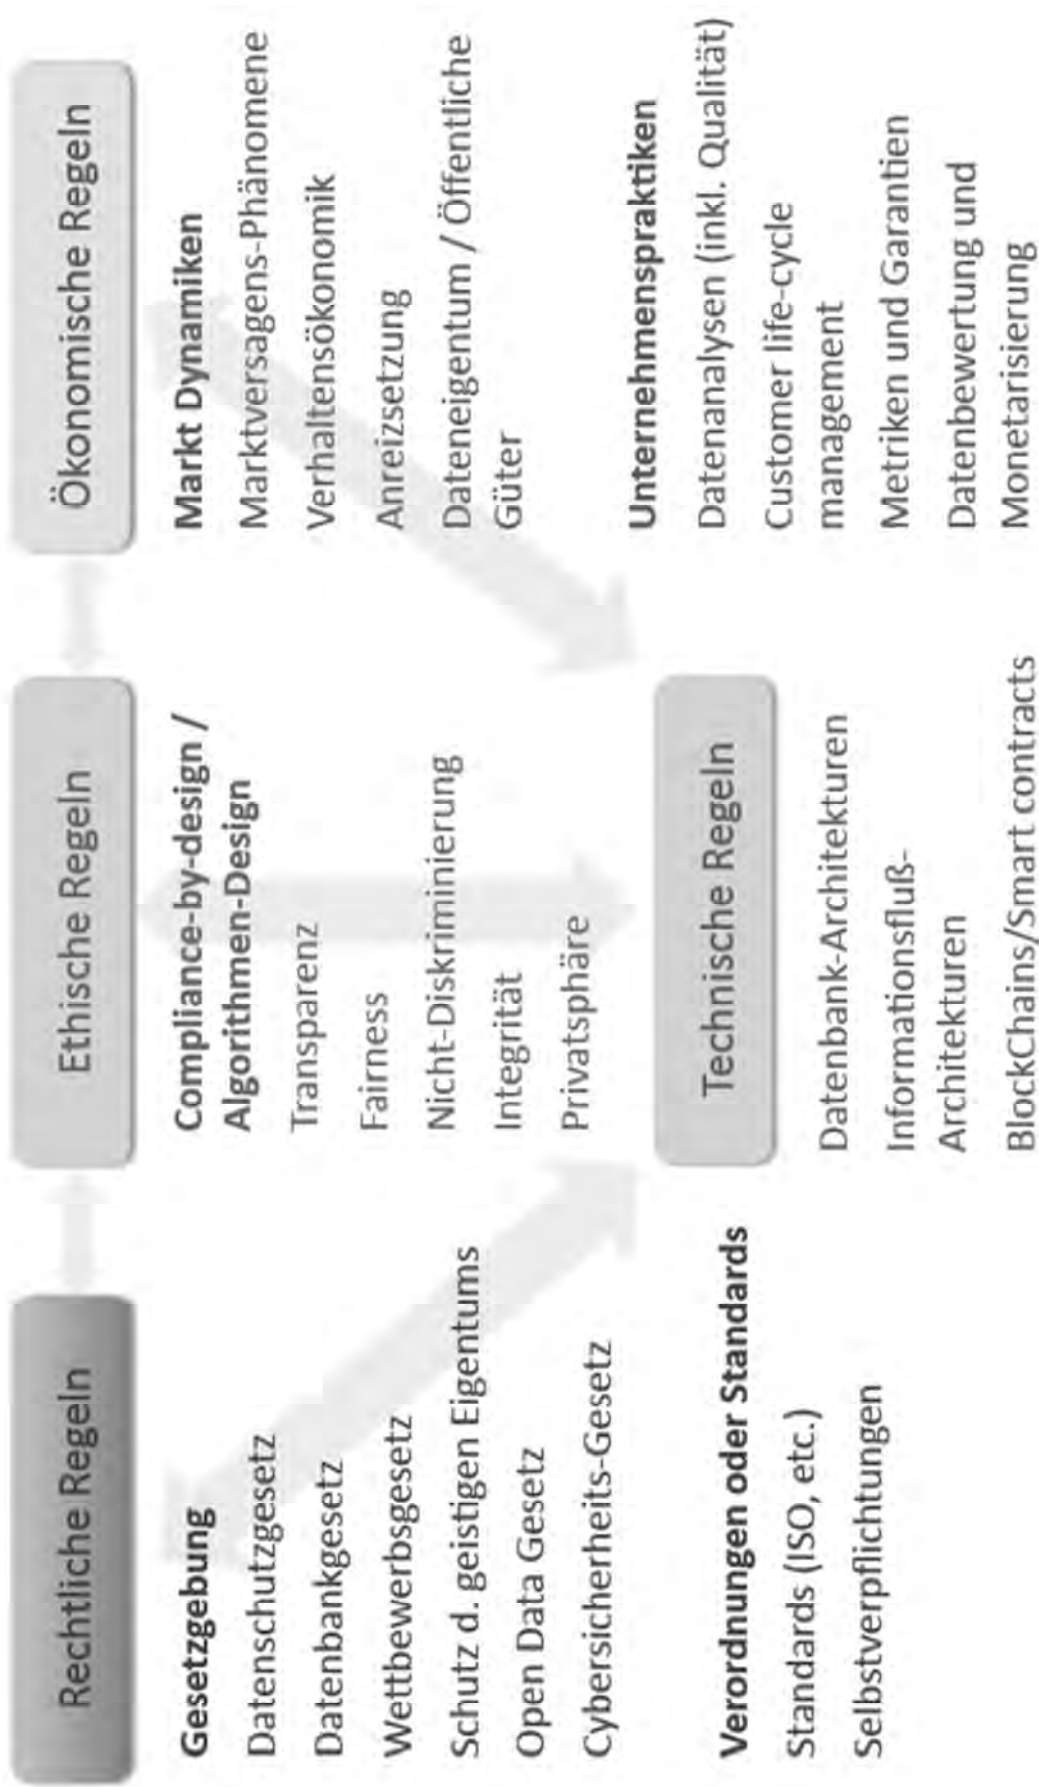 Rechtliche Regeln
Gesetzgebung
Datenschutzgesetz
Datenbankgesetz
Wettbewerbsgesetz
Schutz d. geistigen Eigentums
Open Data Gesetz
Cybersicherheits-Gesetz
Verordnungen oder Standards
Standards (ISO, etc.)
Selbstverpflichtungen
Ethische Regeln
Compliance-by-design /
Algorithmen-Design
Transparenz
Fairness
Nicht-Diskriminierung
Integrität
Privatsphäre
Technische Regeln
Datenbank-Architekturen
Informationsfluß-
Architekturen
BlockChains/Smart contracts
Ökonomische Regeln
Markt Dynamiken
Marktversagens-Phänomene
Verhaltensökonomik
Anreizsetzung
Dateneigentum / Öffentliche
Güter
Unternehmenspraktiken
Datenanalysen (inkl. Qualität)
Customer life-cycle
management
Metriken und Garantien
Datenbewertung und
Monetarisierung